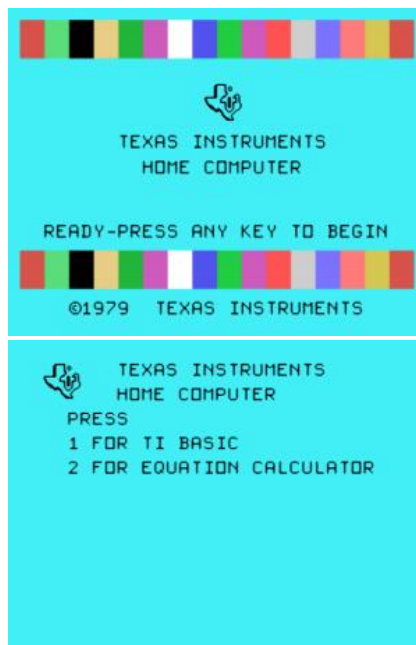 TEXAS INSTRUMENTS
HOME COMPUTER
READY-PRESS ANY KEY TO BEGIN
©1979 TEXAS INSTRUMENTS
TEXAS INSTRUMENTS
HOME COMPUTER
PRESS
1 FOR TI BASIC
2 FOR EQUATION CALCULATOR